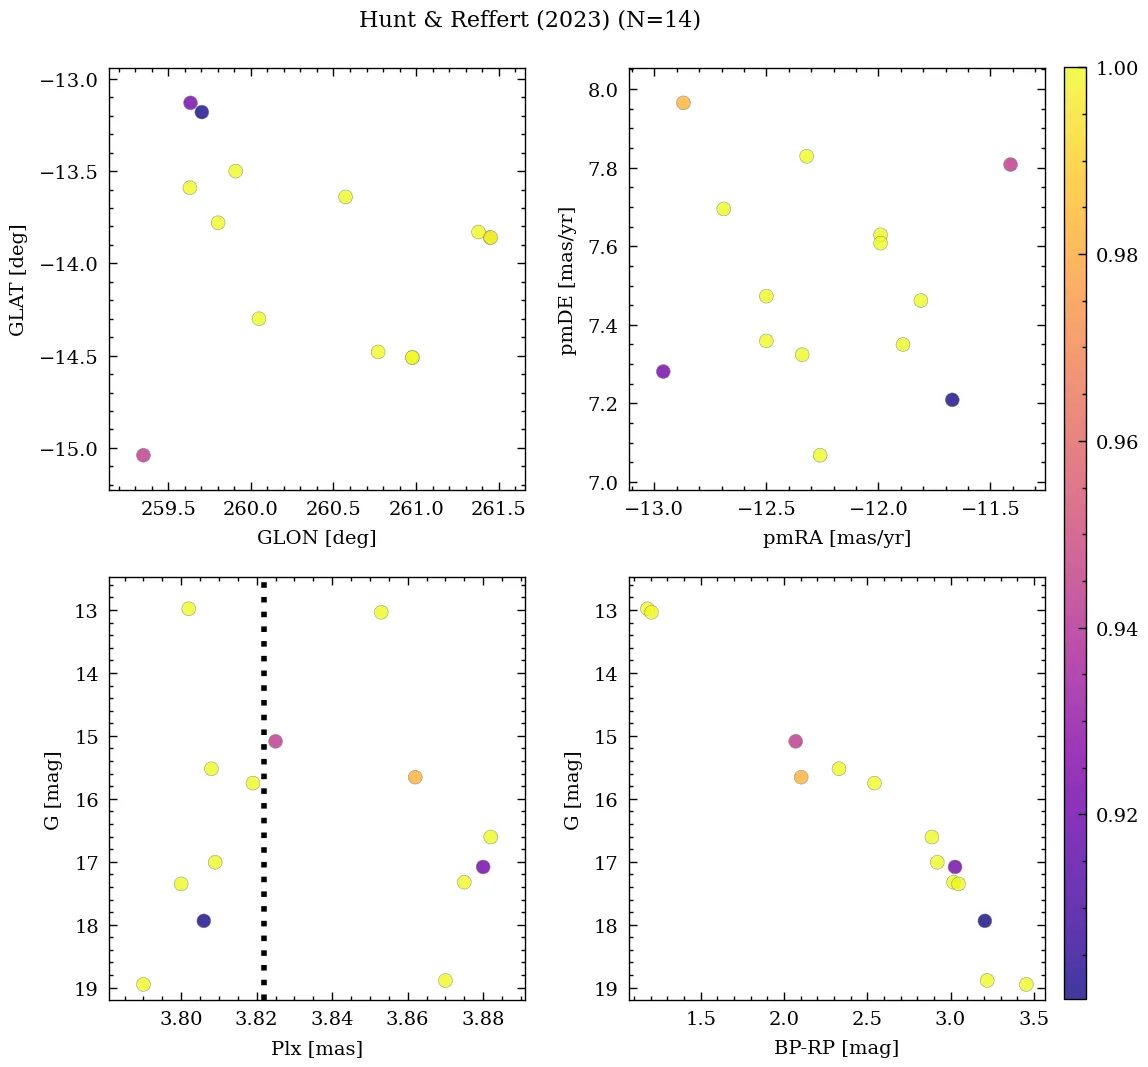 Hunt & Reffert (2023) (N=14)
−13.0
−13.5
−14.0
−14.5
−15.0
GLAT [deg]
259.5 260.0 260.5 261.0 261.5
GLON [deg]
8.0
7.8
7.6
7.4
7.2
7.0
pmDE [mas/yr]
−13.0 −12.5 −12.0 −11.5
pmRA [mas/yr]
13
14
15
16
17
18
19
G [mag]
3.80 3.82 3.84 3.86 3.88
Plx [mas]
13
14
15
16
17
18
19
G [mag]
1.5 2.0 2.5 3.0 3.5
BP-RP [mag]
1.00
0.98
0.96
0.94
0.92